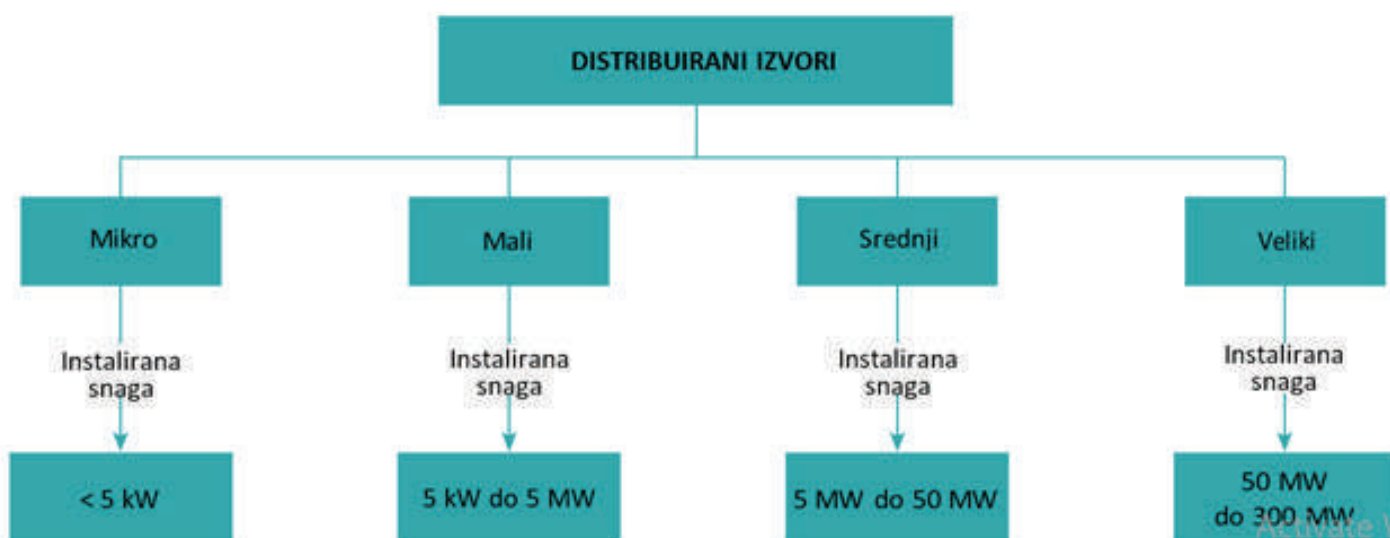 DISTRIBUIRANI IZVORI
Mikro
Mali
Srednji
Veliki
Instalirana
snaga
Instalirana
snaga
Instalirana
snaga
Instalirana
snaga
< 5 kW
5 kW do 5 MW
5 MW do 50 MW
50 MW
do 300 MW
Activate